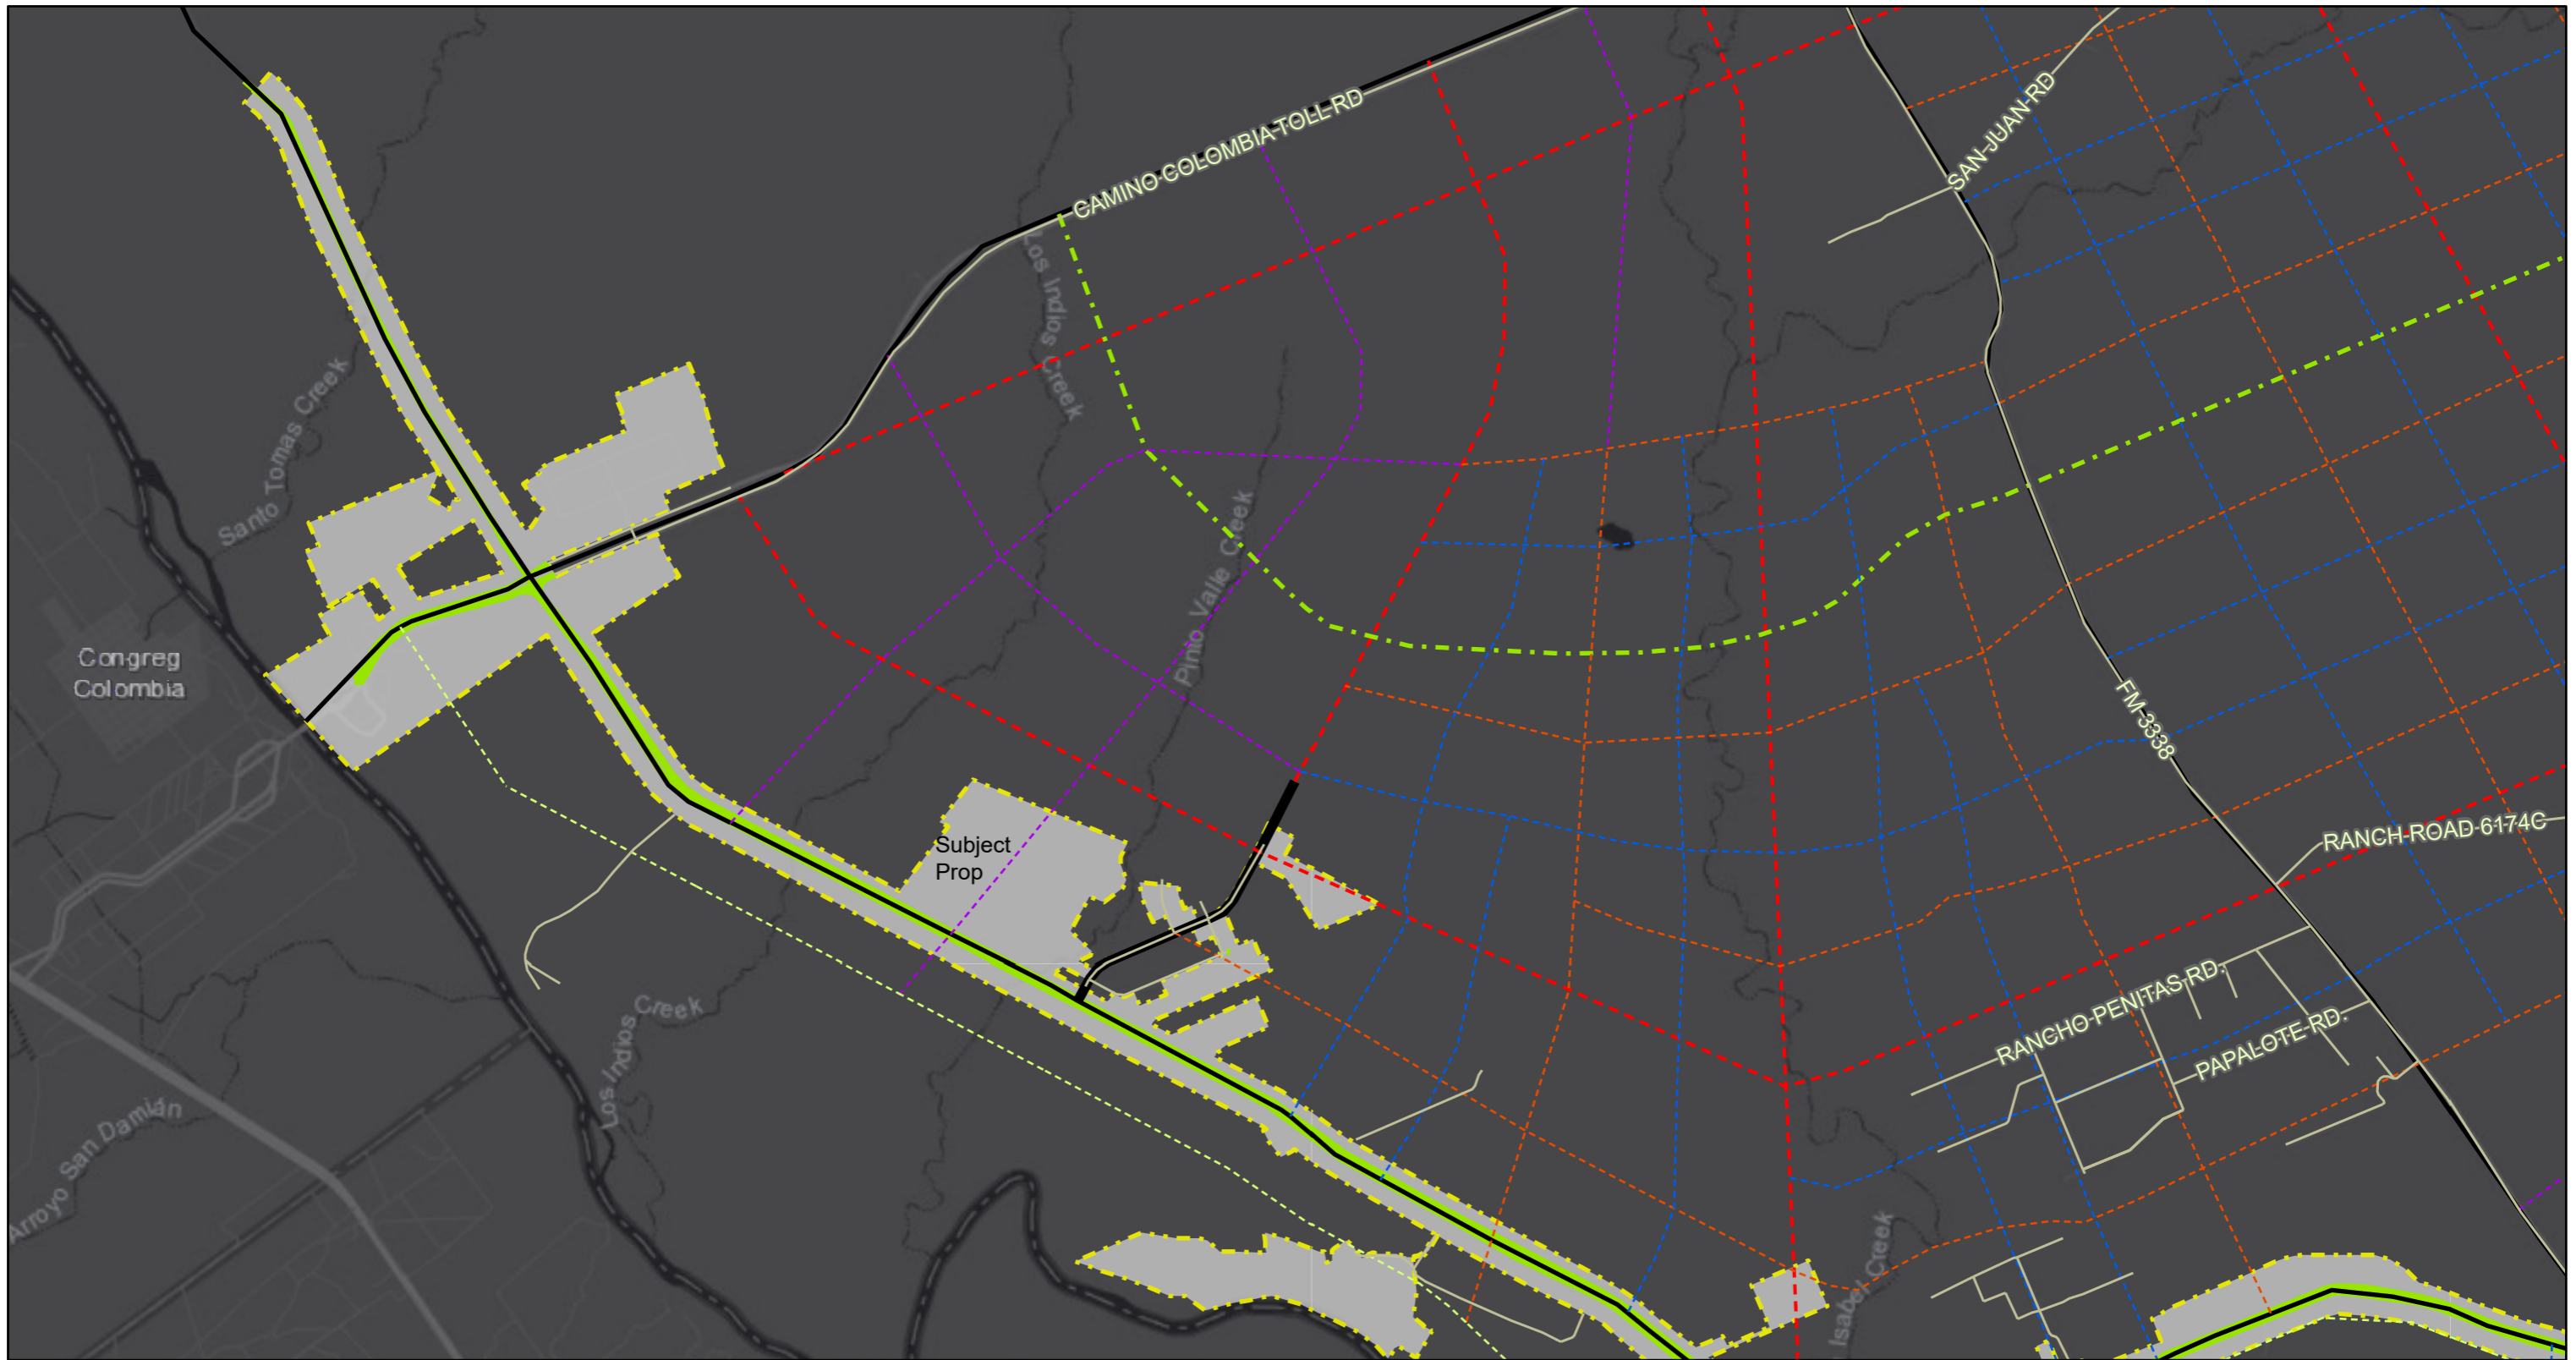 CAMINO-COLOMBIA-TOLL-RD
SAN-JUAN-RD
Los Indios Creek
Santo Tomas Creek
Pinto Valle Creek
Congreg
Colombia
FM-3338
RANCH-ROAD-6174C
Subject
Prop
RANCHO-PENITAS-RD.
PAPALOTE-RD.
Los Indios Creek
Arroyo San Damián
Isabel Creek